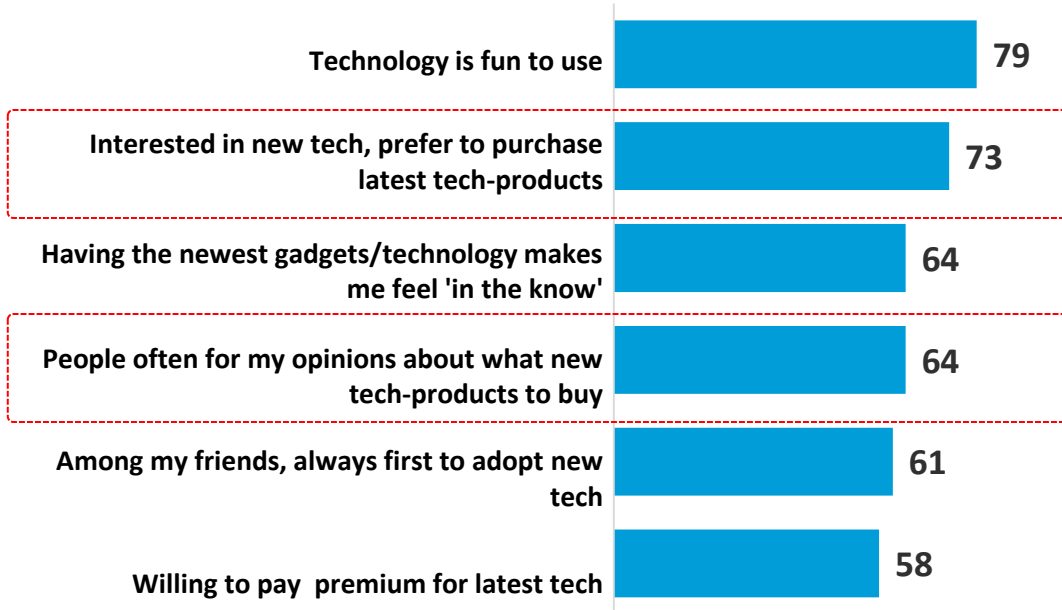 Technology is fun to use
79
Interested in new tech, prefer to purchase
latest tech-products
73
Having the newest gadgets/technology makes
me feel 'in the know'
64
People often for my opinions about what new
tech-products to buy
64
Among my friends, always first to adopt new
tech
61
Willing to pay  premium for latest tech
58